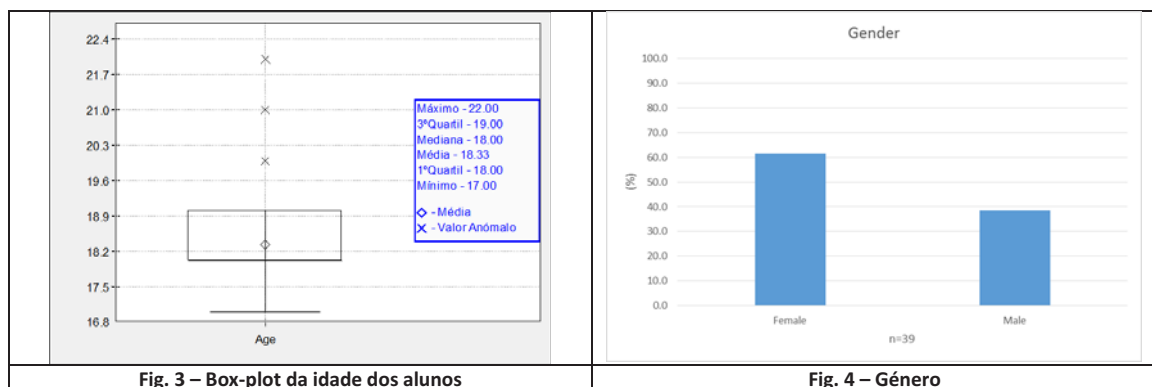 22.4
21.7
21.0
20.3
19.6
18.9
18.2
17.5
16.8
Age
Máximo - 22.00
3ºQuartil - 19.00
Mediana - 18.00
Média - 18.33
1ºQuartil - 18.00
Mínimo - 17.00
- Média
- Valor Anómalo
Fig. 3 – Box-plot da idade dos alunos
Gender
100.0
90.0
80.0
70.0
60.0
50.0
40.0
30.0
20.0
10.0
0.0
(%)
Female Male
n=39
Fig. 4 – Género